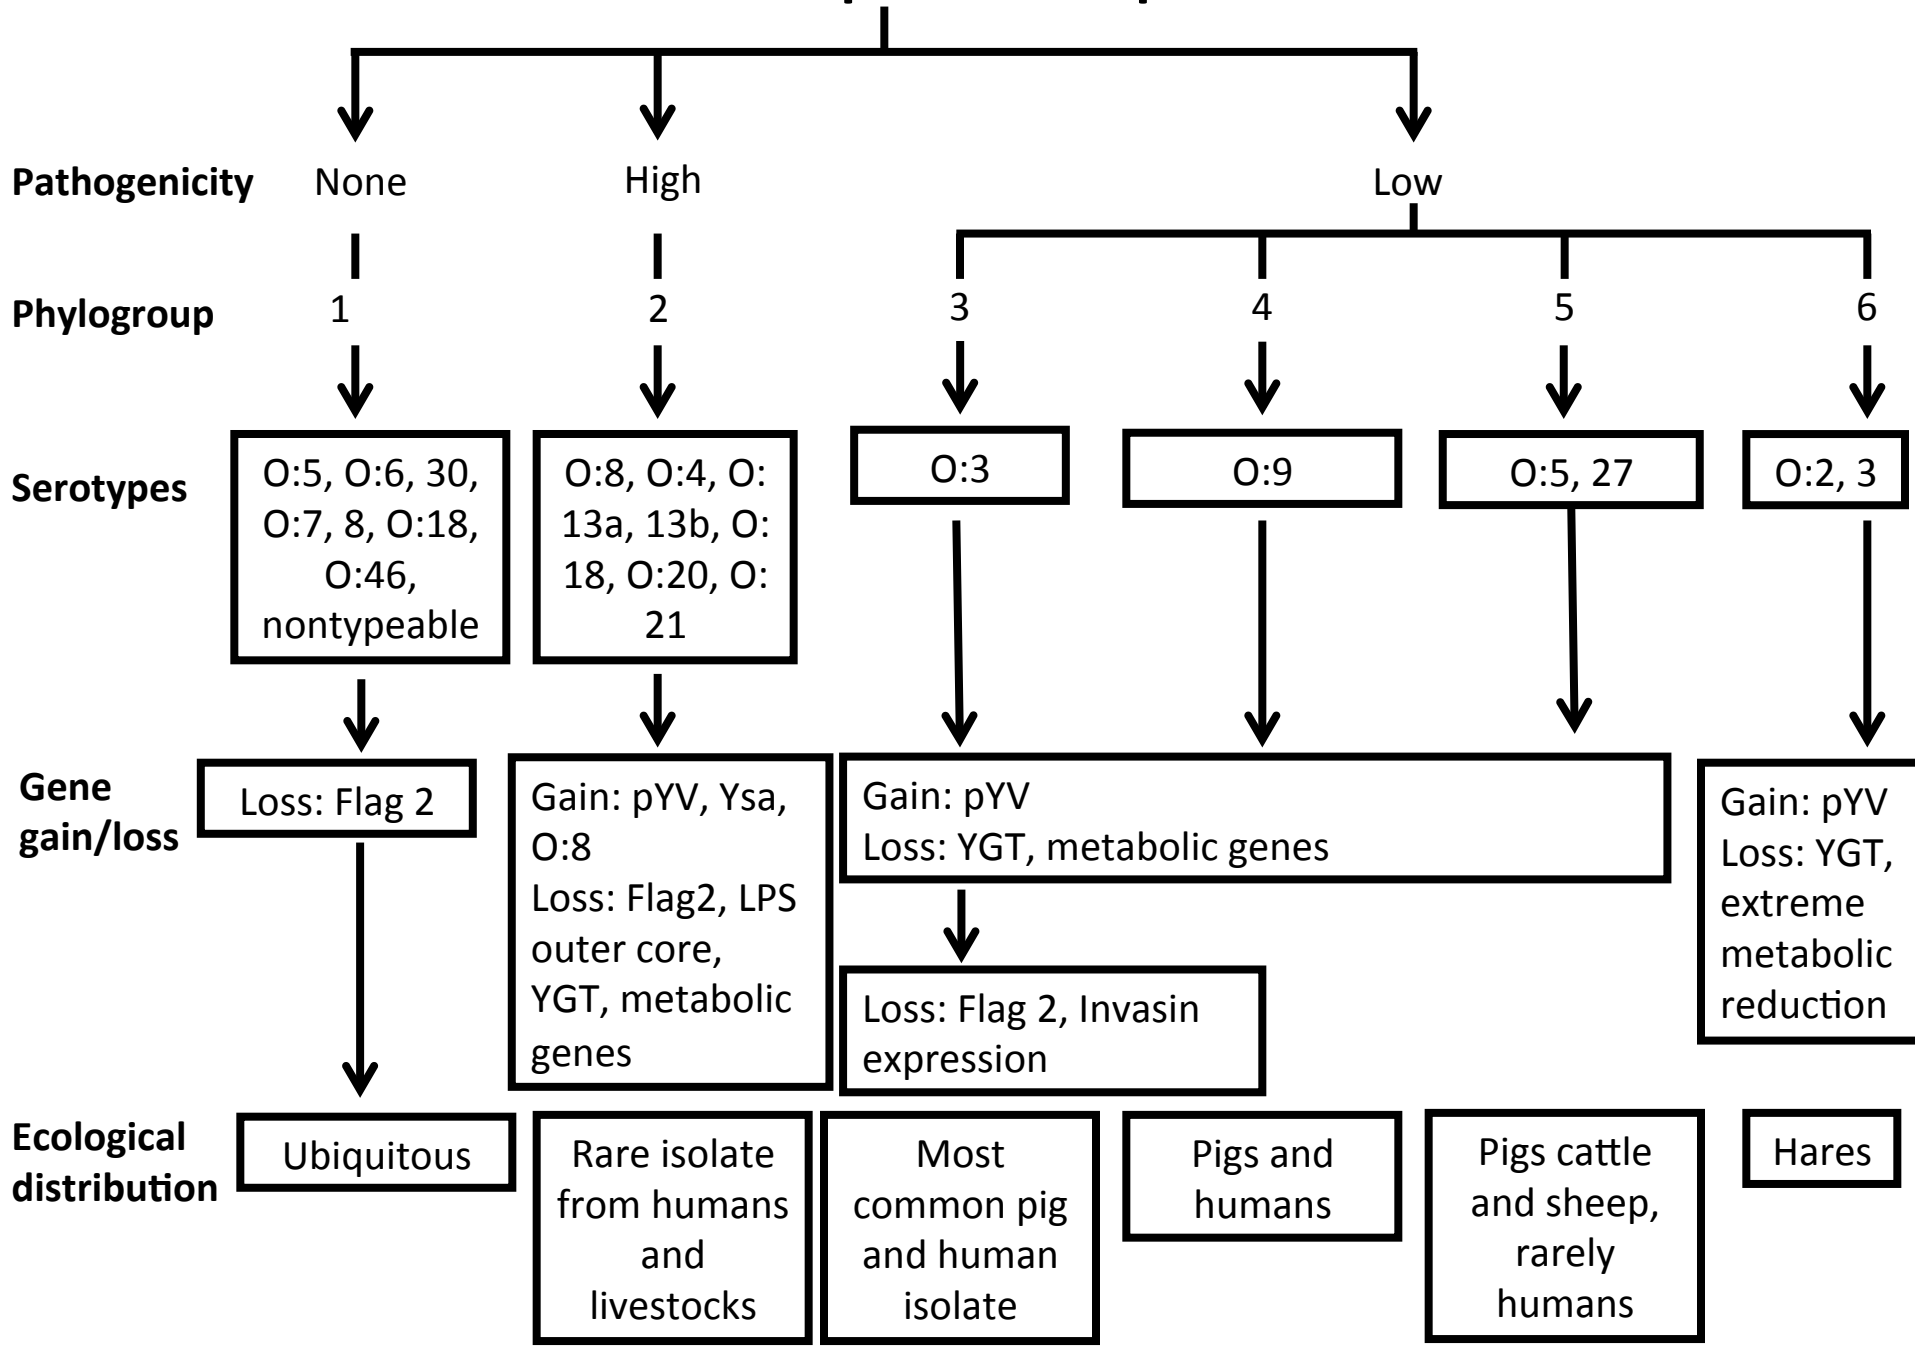 Pathogenicity None High Low
Phylogroup 1 2 3 4 5 6
Serotypes
O:5, O:6, 30,
O:7, 8, O:18,
O:46,
nontypeable
O:8, O:4, O:
13a, 13b, O:
18, O:20, O:
21
O:3
O:9
O:5, 27
O:2, 3
Gene
gain/loss
Loss: Flag 2
Gain: pYV, Ysa,
O:8
Loss: Flag2, LPS
outer core,
YGT, metabolic
genes
Gain: pYV
Loss: YGT, metabolic genes
Loss: Flag 2, Invasin
expression
Gain: pYV
Loss: YGT,
extreme
metabolic
reduction
Ecological
distribution
Ubiquitous
Rare isolate
from humans
and
livestocks
Most
common pig
and human
isolate
Pigs and
humans
Pigs cattle
and sheep,
rarely
humans
Hares